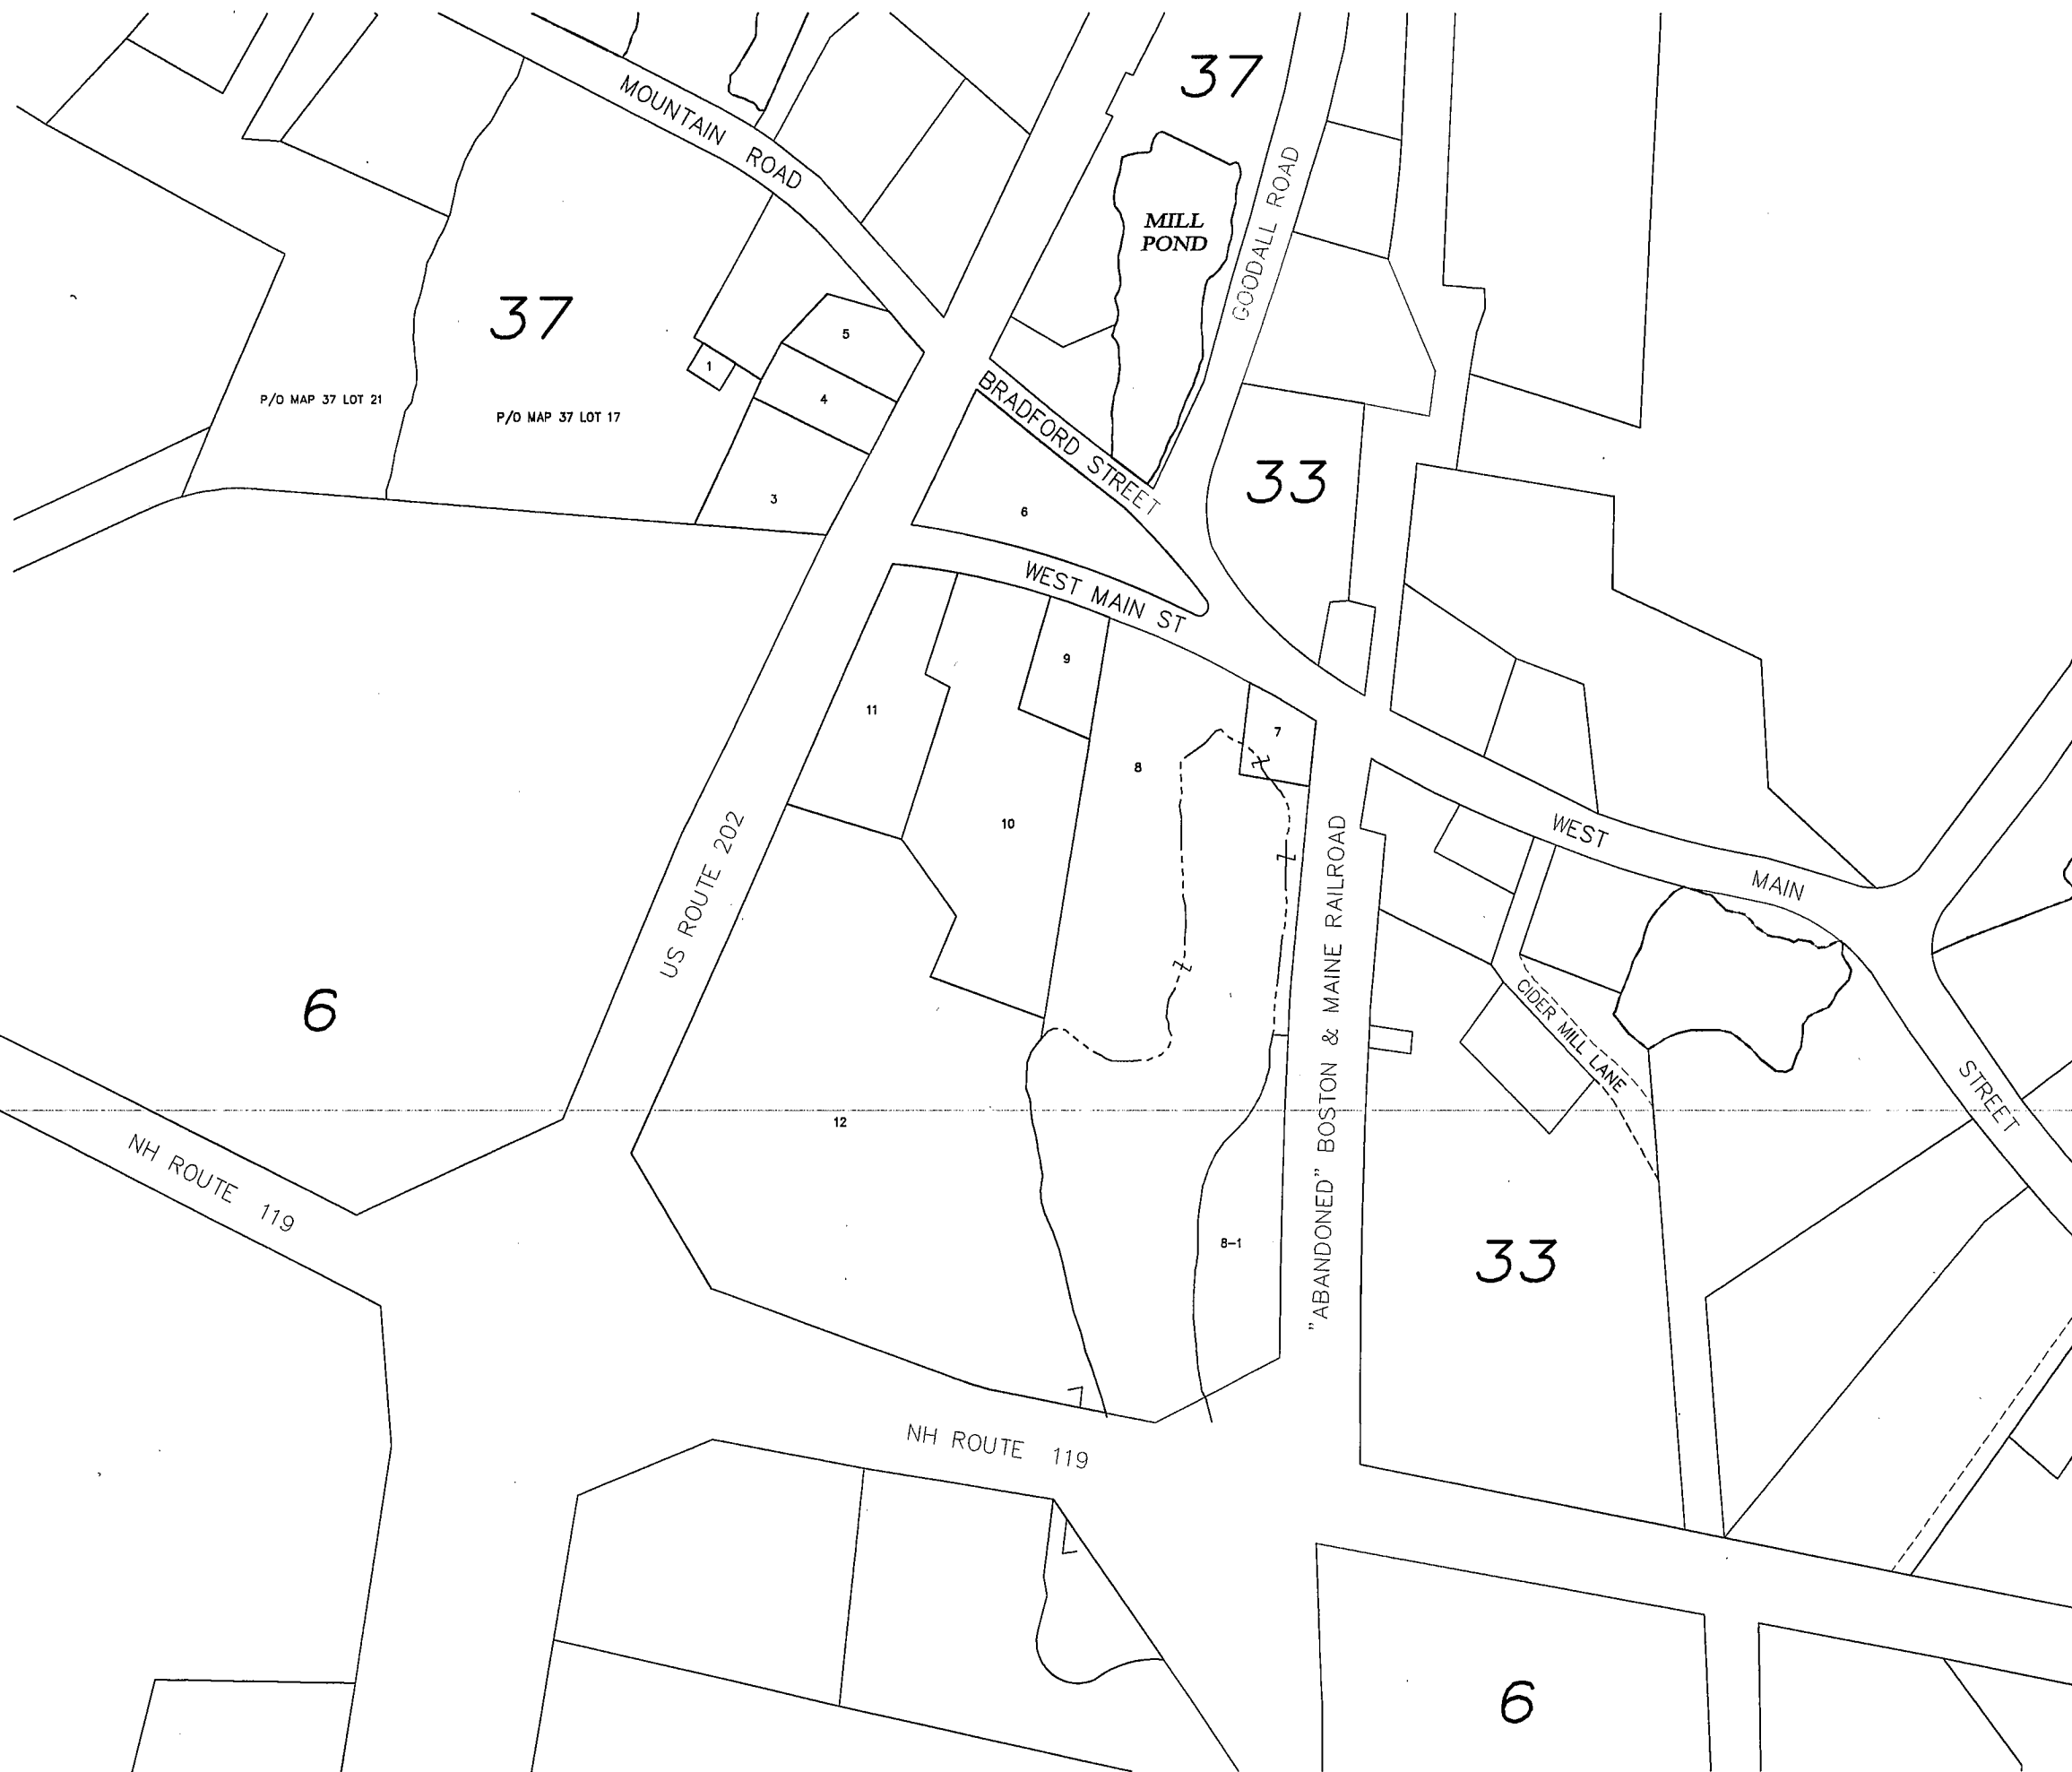 37
MOUNTAIN ROAD
MILL
POND
GOODALL ROAD
37
5
1
4
P/O MAP 37 LOT 21
P/O MAP 37 LOT 17
BRADFORD STREET
33
3
6
WEST MAIN ST
9
11
7
8
10
US ROUTE 202
WEST
MAIN
STREET
"ABANDONED" BOSTON & MAINE RAILROAD
CIDER MILL LANE
6
12
NH ROUTE 119
8-1
33
NH ROUTE 119
6